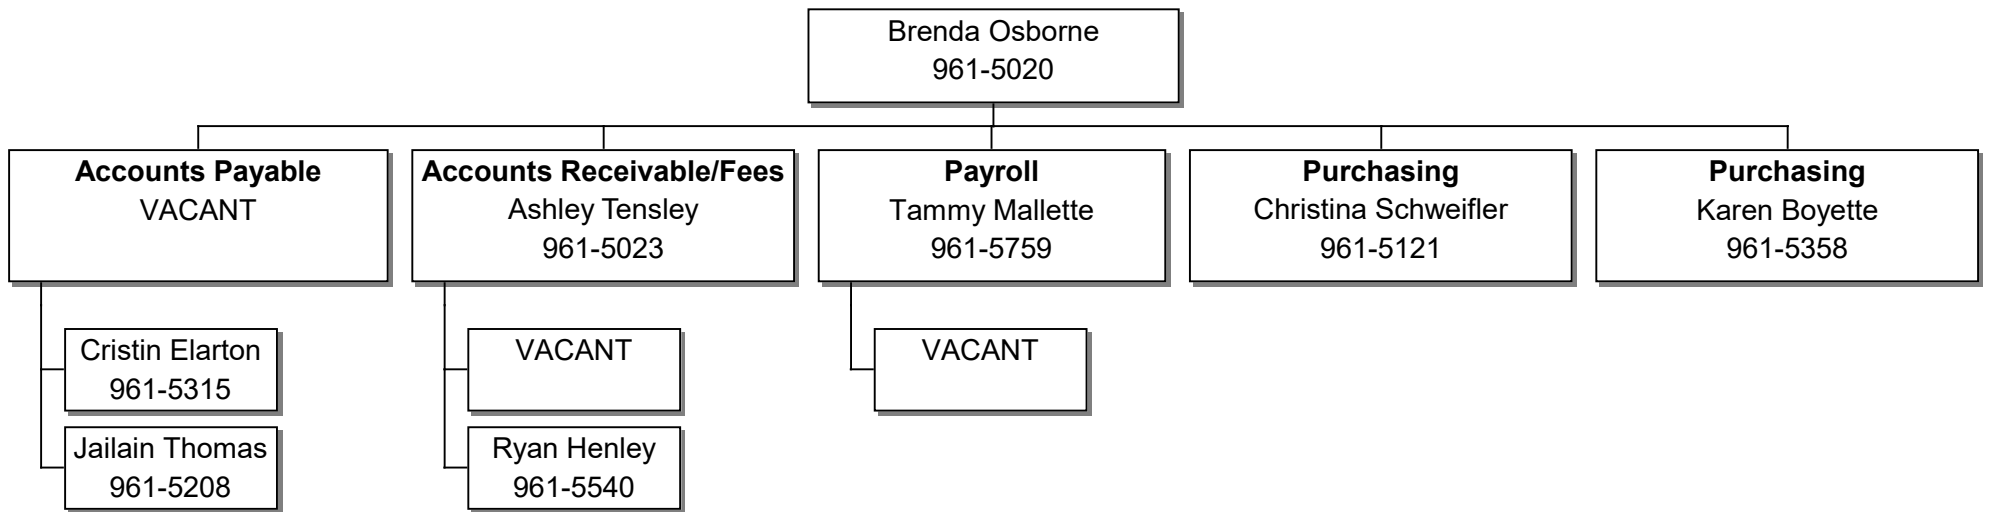 Brenda Osborne
961-5020
Accounts Payable
VACANT
Accounts Receivable/Fees
Ashley Tensley
961-5023
Payroll
Tammy Mallette
961-5759
Purchasing
Christina Schweifler
961-5121
Purchasing
Karen Boyette
961-5358
Cristin Elarton
961-5315
Jailain Thomas
961-5208
VACANT
Ryan Henley
961-5540
VACANT